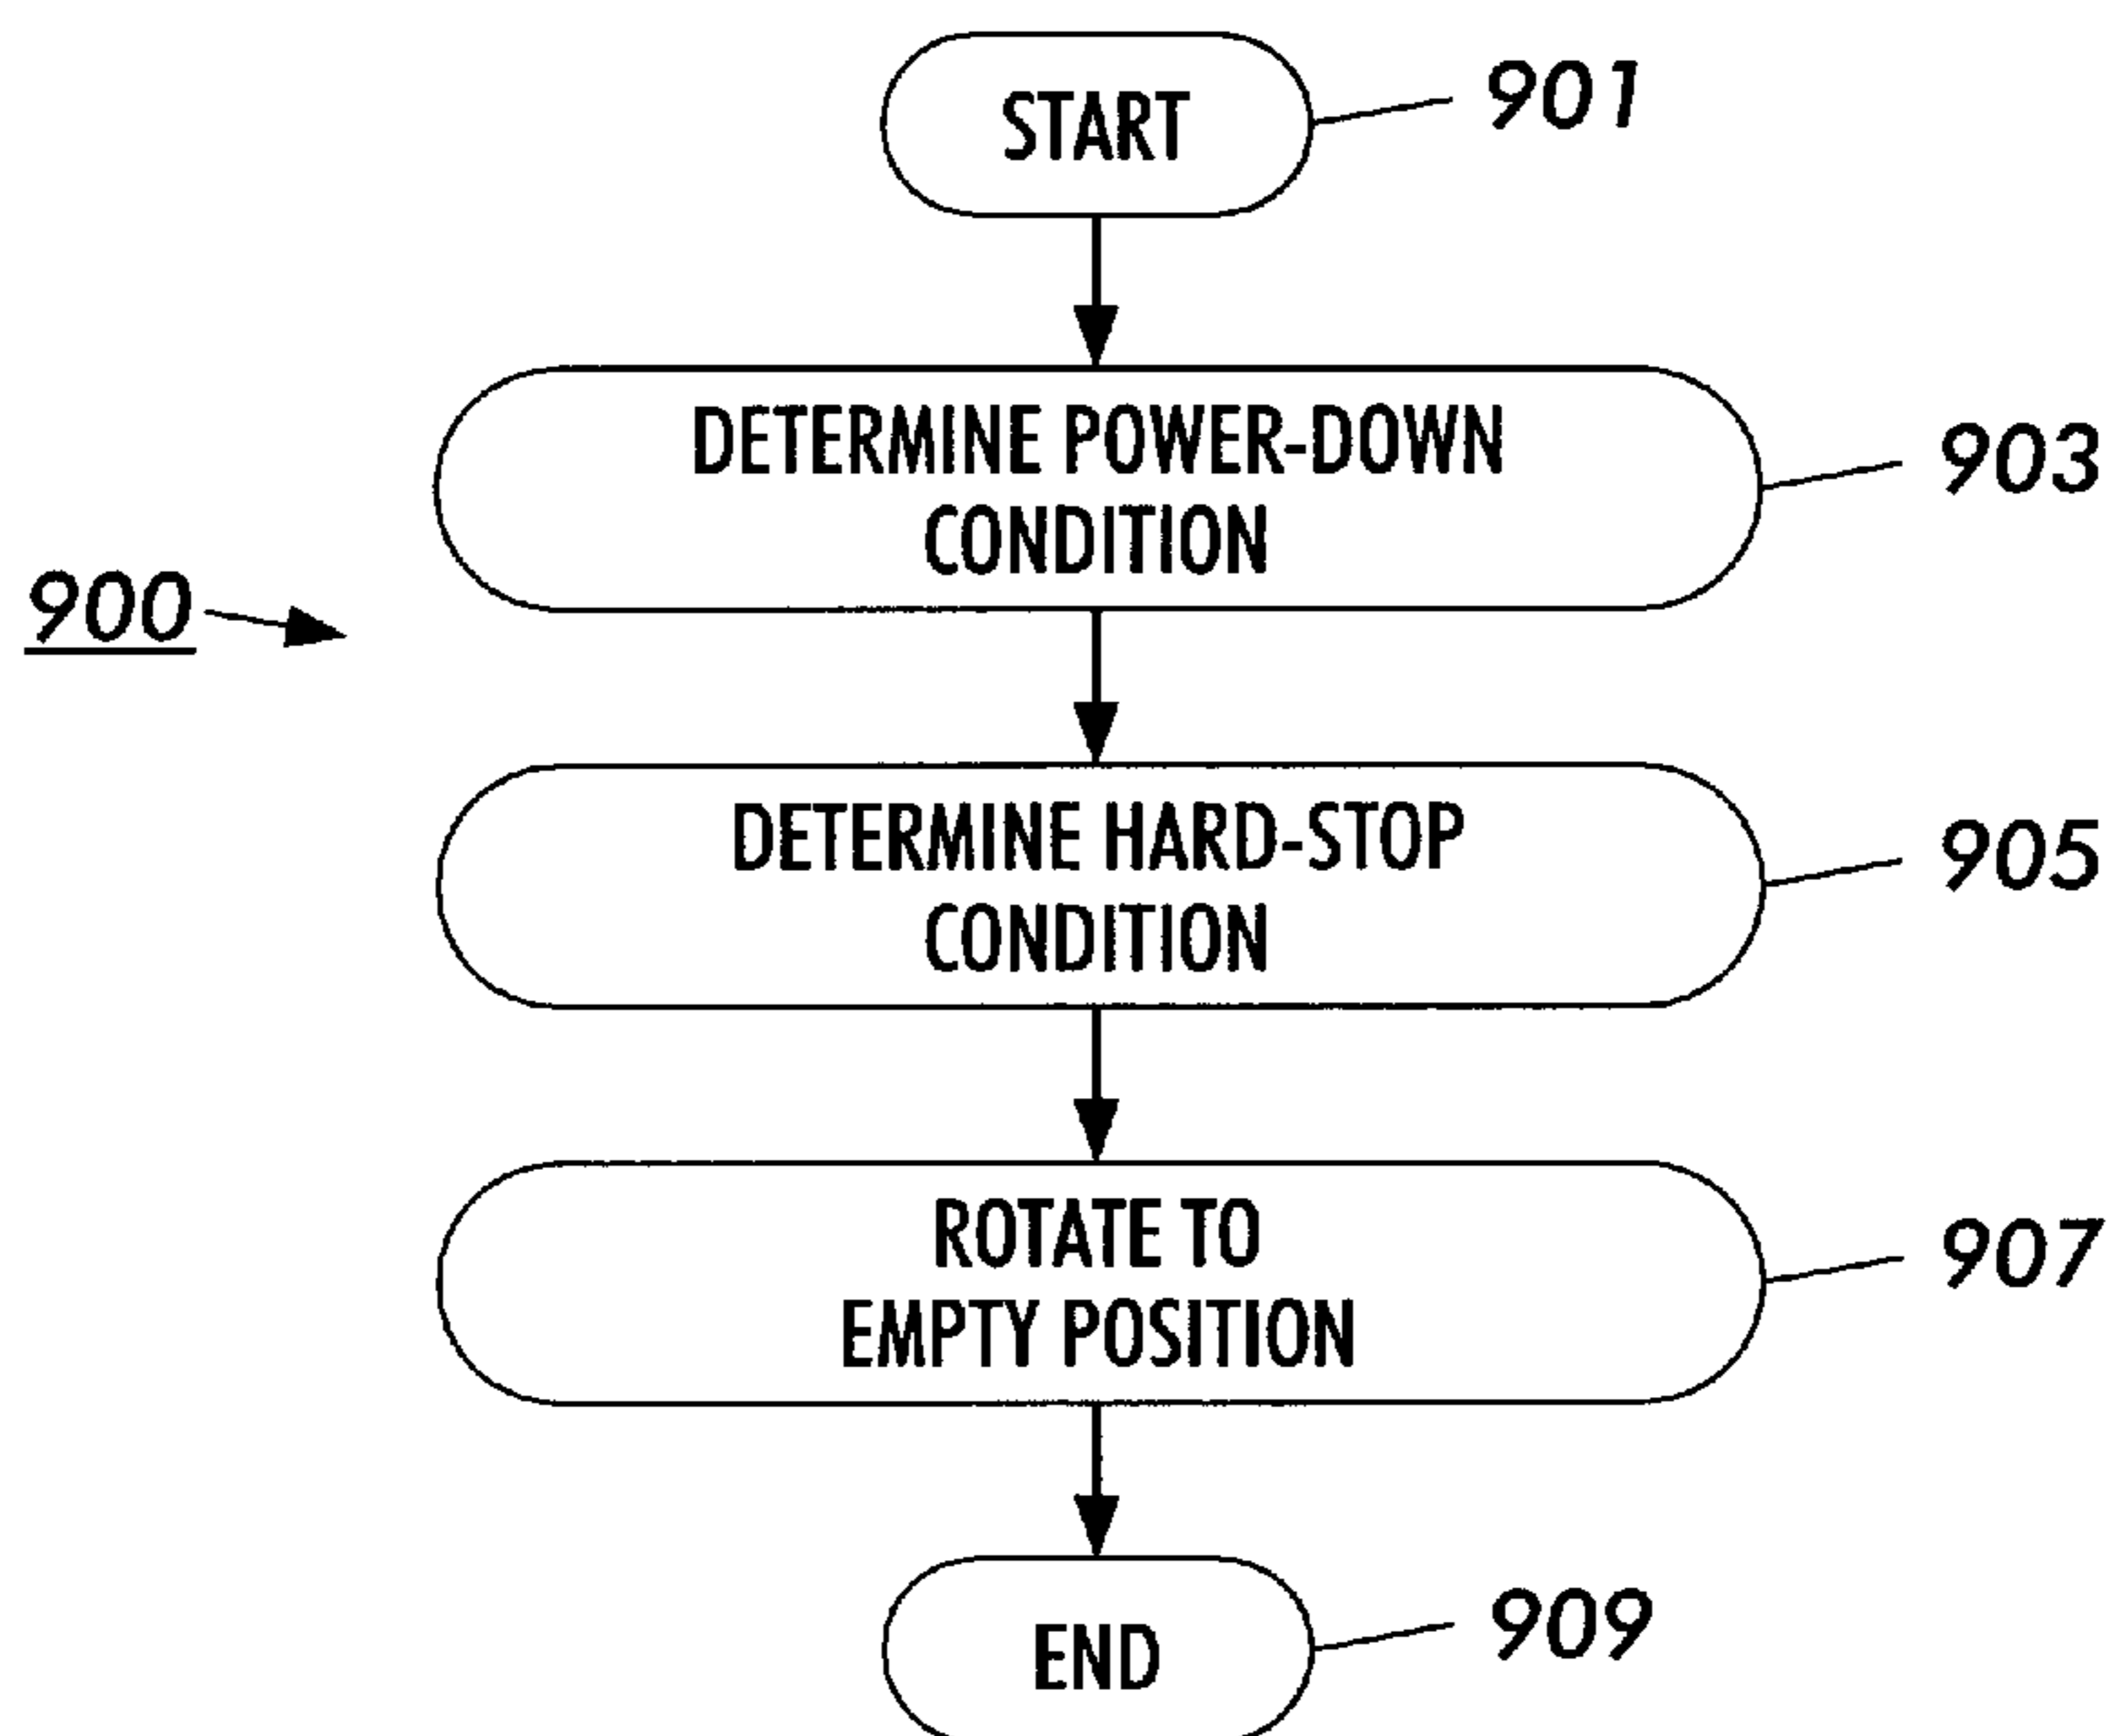 START
901
DETERMINE POWER-DOWN
CONDITION
903
900
DETERMINE HARD-STOP
CONDITION
905
ROTATE TO
EMPTY POSITION
907
END
909